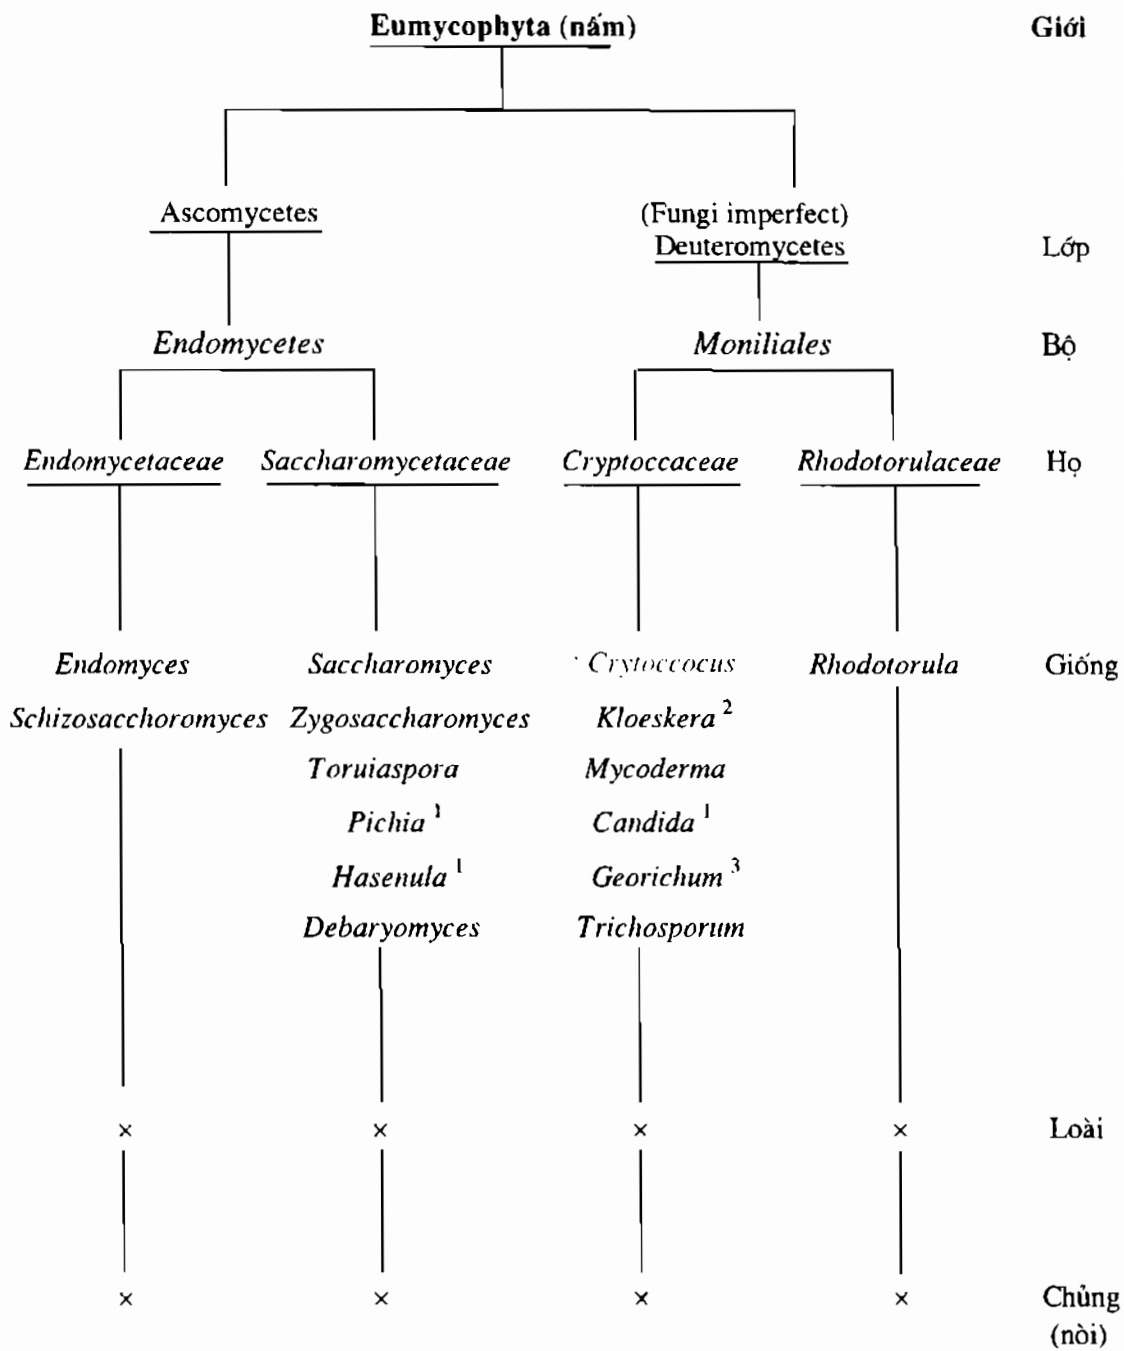 Eumycophyta (nấm) Giới
Ascomycetes (Fungi imperfect)
Deuteromycetes Lớp
Endomycetes Moniliales Bộ
Endomycetaceae Saccharomycetaceae Cryptoccaceae Rhodotorulaceae Họ
Endomyces Saccharomyces Crytoccocus Rhodotorula Giống
Schizosacchoromyces Zygosaccharomyces Kloeskera 2
Toruiaspora Mycoderma
Pichia 1 Candida 1
Hasenula 1 Georichum 3
Debaryomyces Trichosporum
× × × × Loài
× × × × Chủng
(nòi)